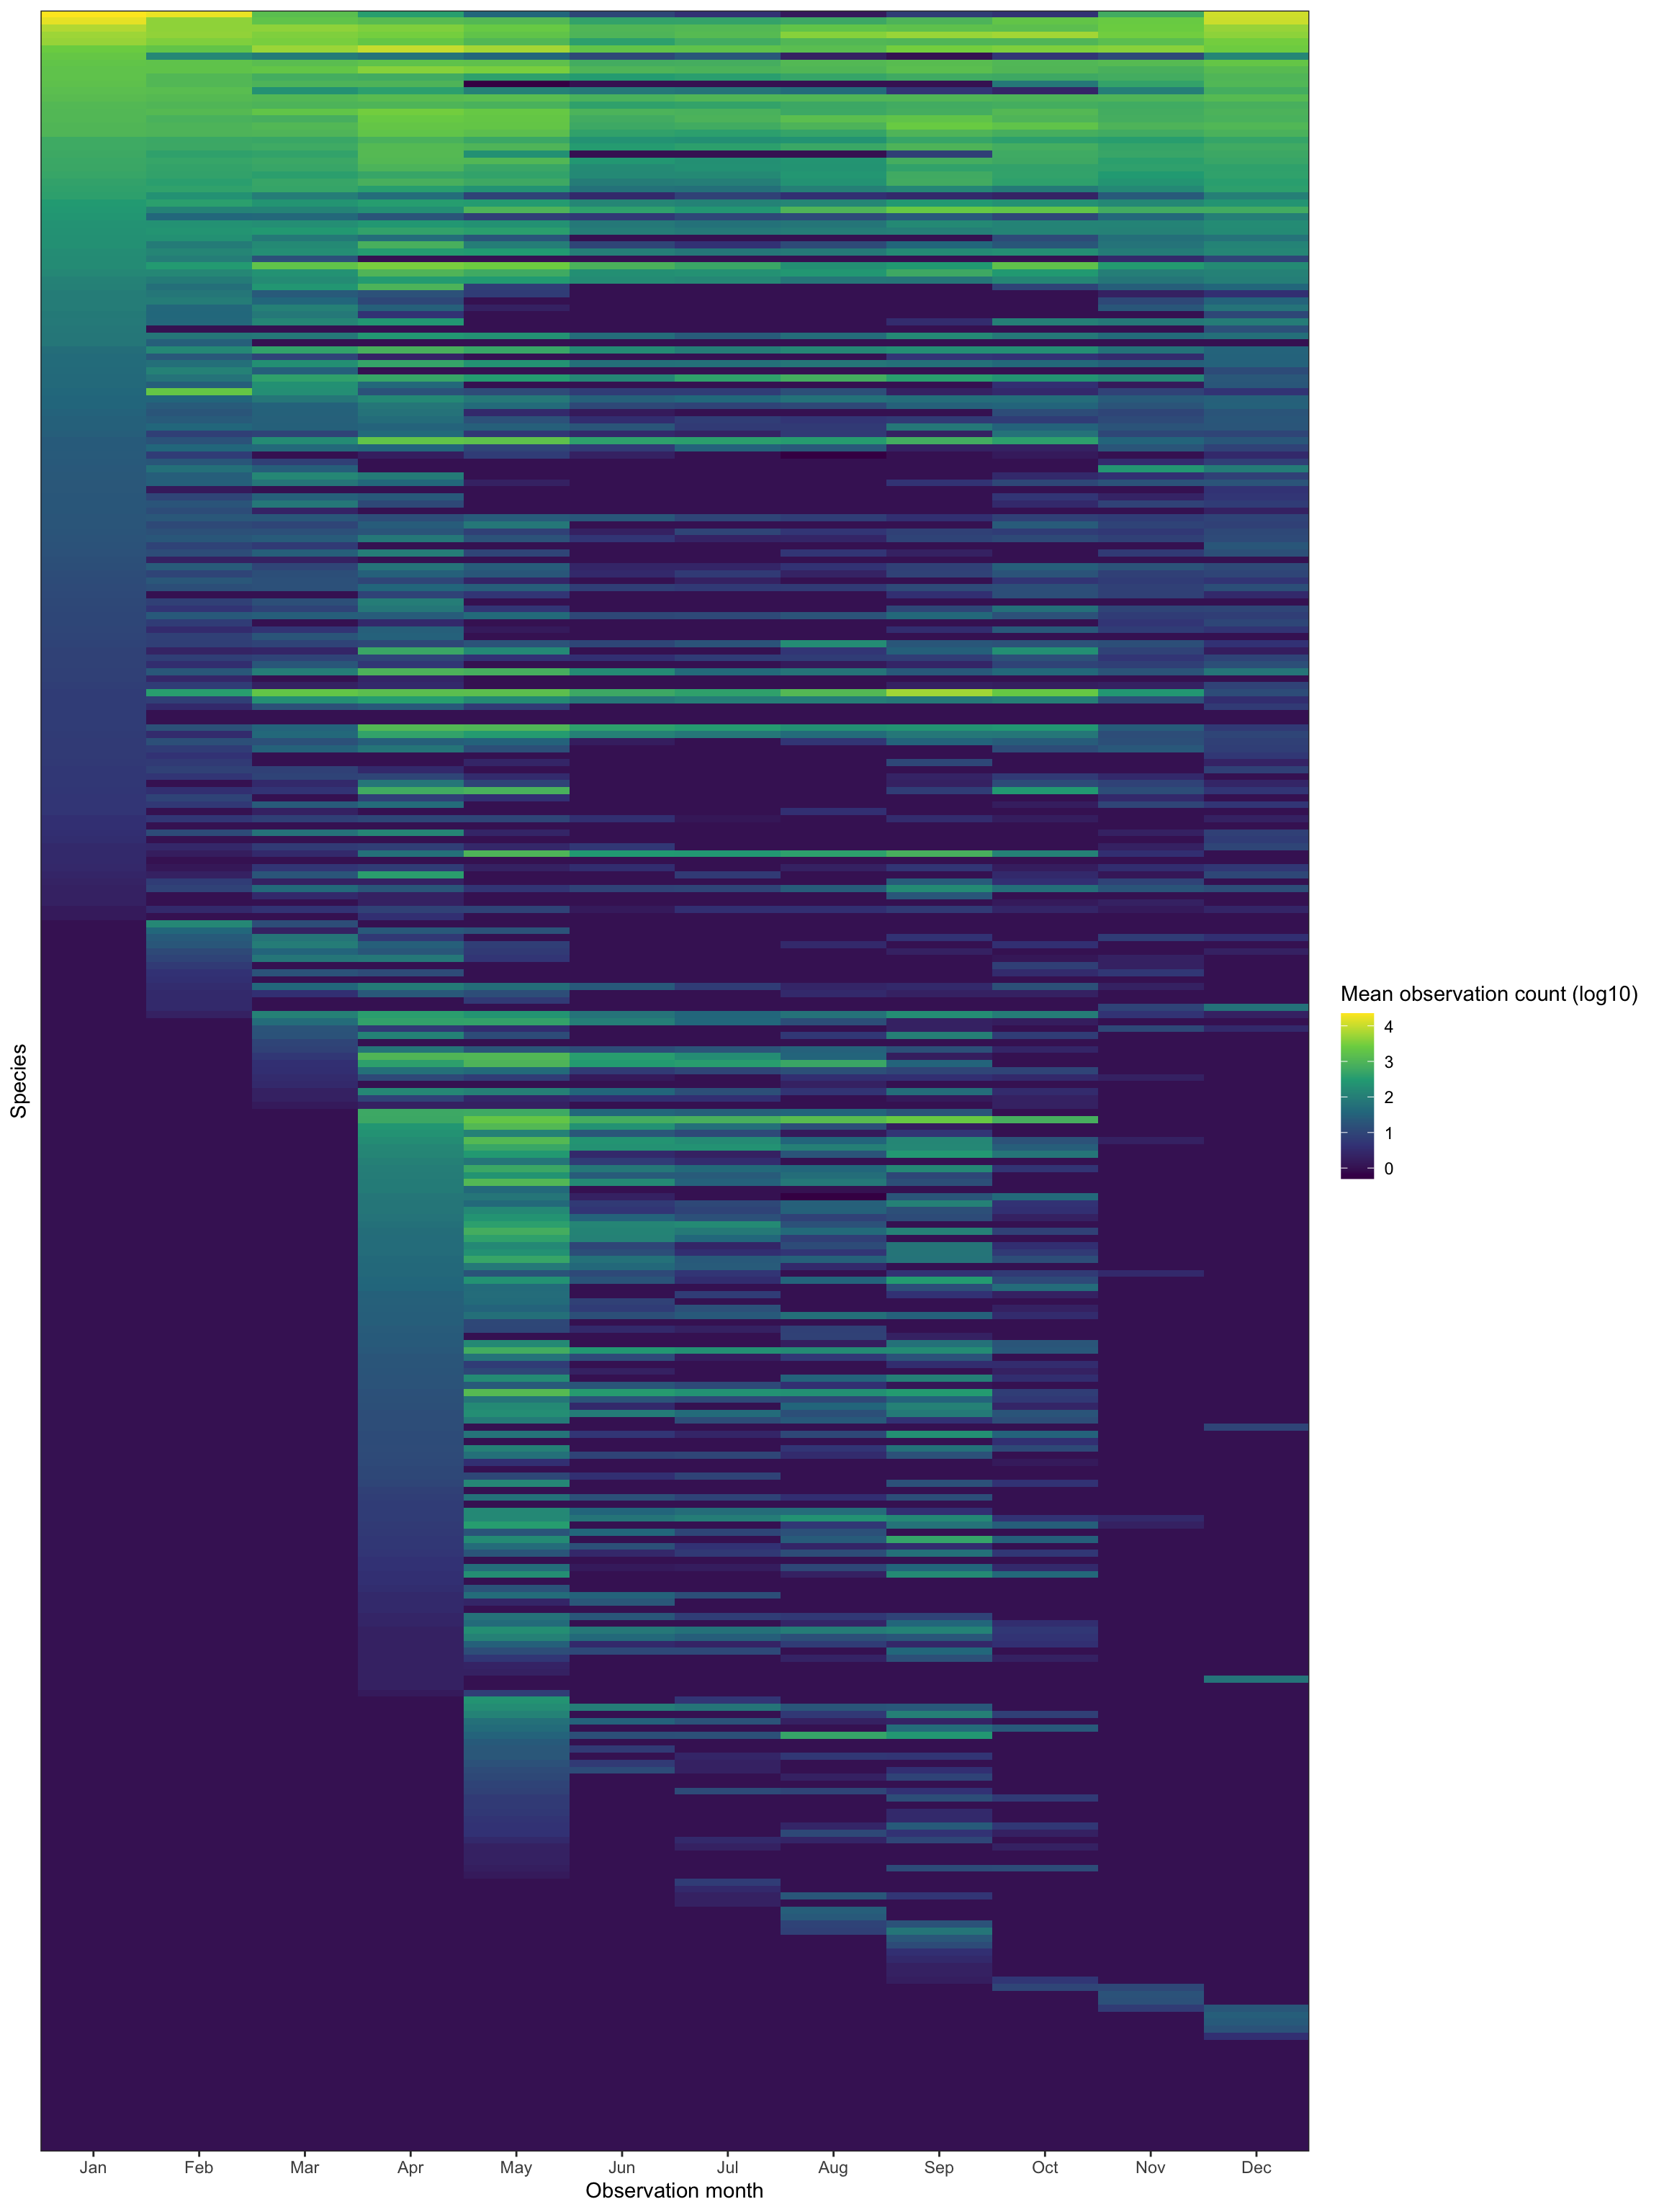 Species
Jan Feb Mar Apr May Jun Jul Aug Sep Oct Nov Dec
Observation month
Mean observation count (log10)
4
3
2
1
0